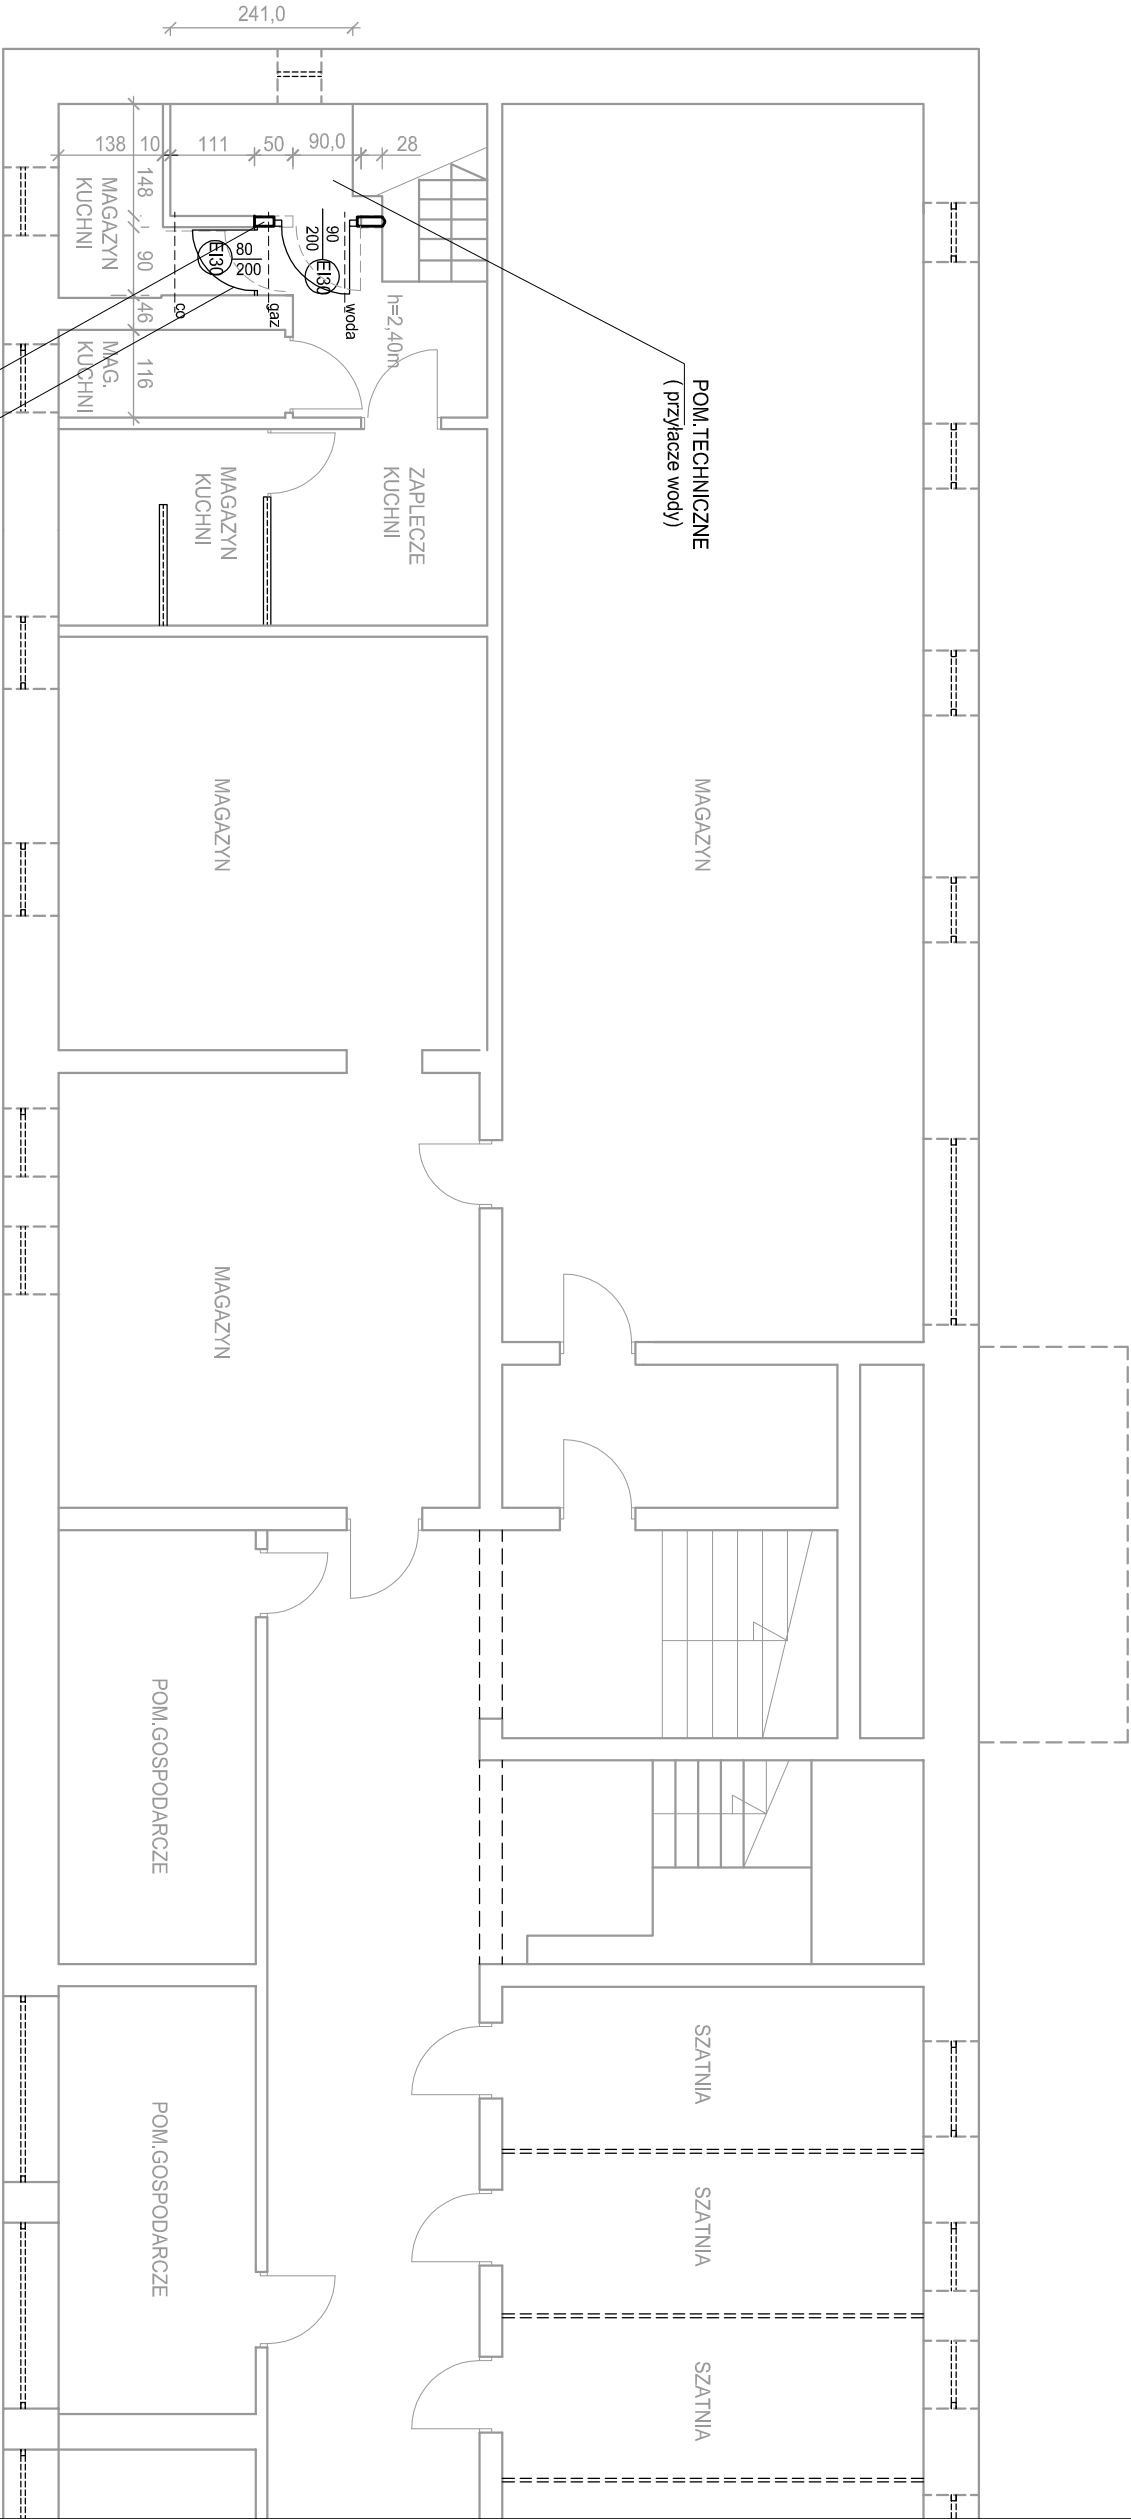 241,0
138
10
111
50
90,0
28
148
90
46
116
MAGAZYN
KUCHNI
MAG.
KUCHNI
EI30
80
200
90
200
EI30
co
gaz
woda
h=2,40m
POM.TECHNICZNE
( przyłacze wody)
ZAPLECZE
KUCHNI
MAGAZYN
KUCHNI
MAGAZYN
MAGAZYN
MAGAZYN
POM.GOSPODARCZE
POM.GOSPODARCZE
SZATNIA
SZATNIA
SZATNIA